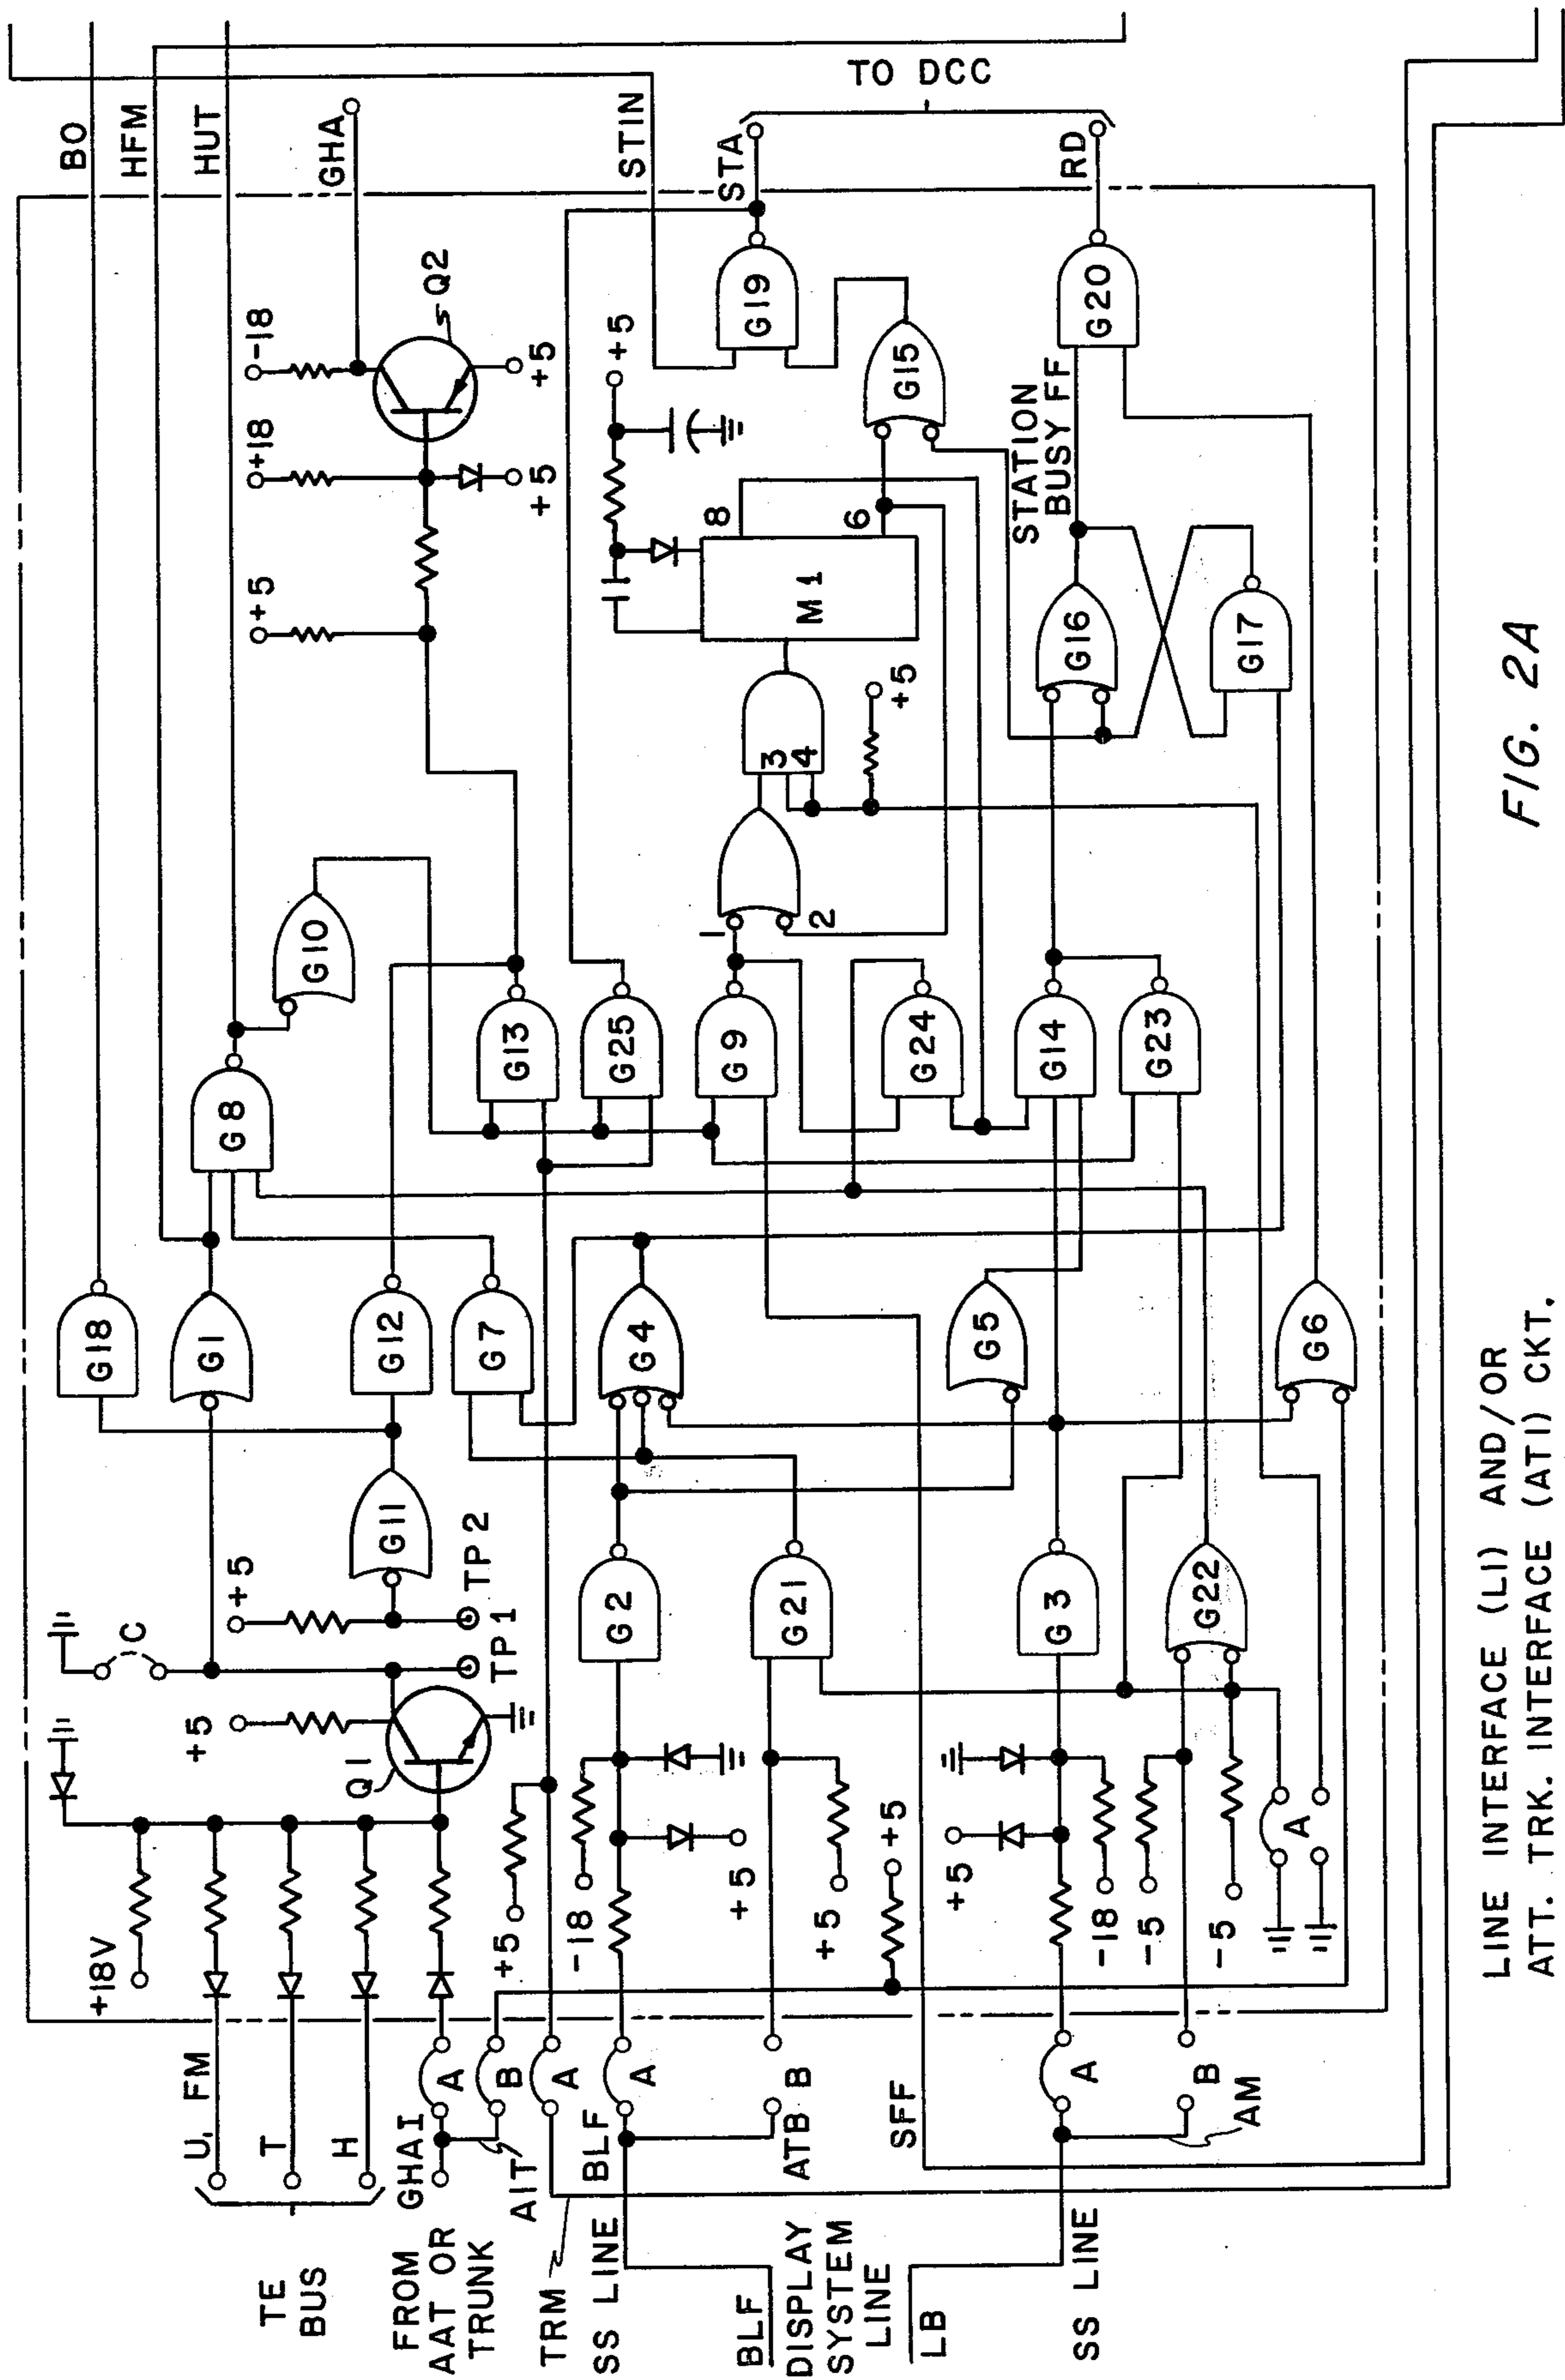 BO
HFM
HUT
GHA
STIN
STA
TO DCC
RD
-18
+18
+5
Q2
+5
+5
+5
G19
G15
STATION
BUSY FF
G20
8
6
M1
G16
G17
3
4
+5
1
2
G10
G8
G13
G25
G9
G24
G14
G23
G18
G1
G12
G7
G4
G5
G6
G11
TP2
TP1
+5
C
+5
Q1
G2
G21
G3
G22
+18V
+5
-18
+5
+5
+5
+5
-18
-5
-5
A
U, FM
T
H
TE
BUS
GHAI
FROM
AAT OR
TRUNK
AIT
A
B
A
A
B
A
B
TRM
BLF
SS LINE
ATB
SFF
AM
BLF
DISPLAY
SYSTEM
LINE
LB
SS LINE
FIG. 2A
LINE INTERFACE (LI) AND/OR
ATT. TRK. INTERFACE (ATI) CKT.